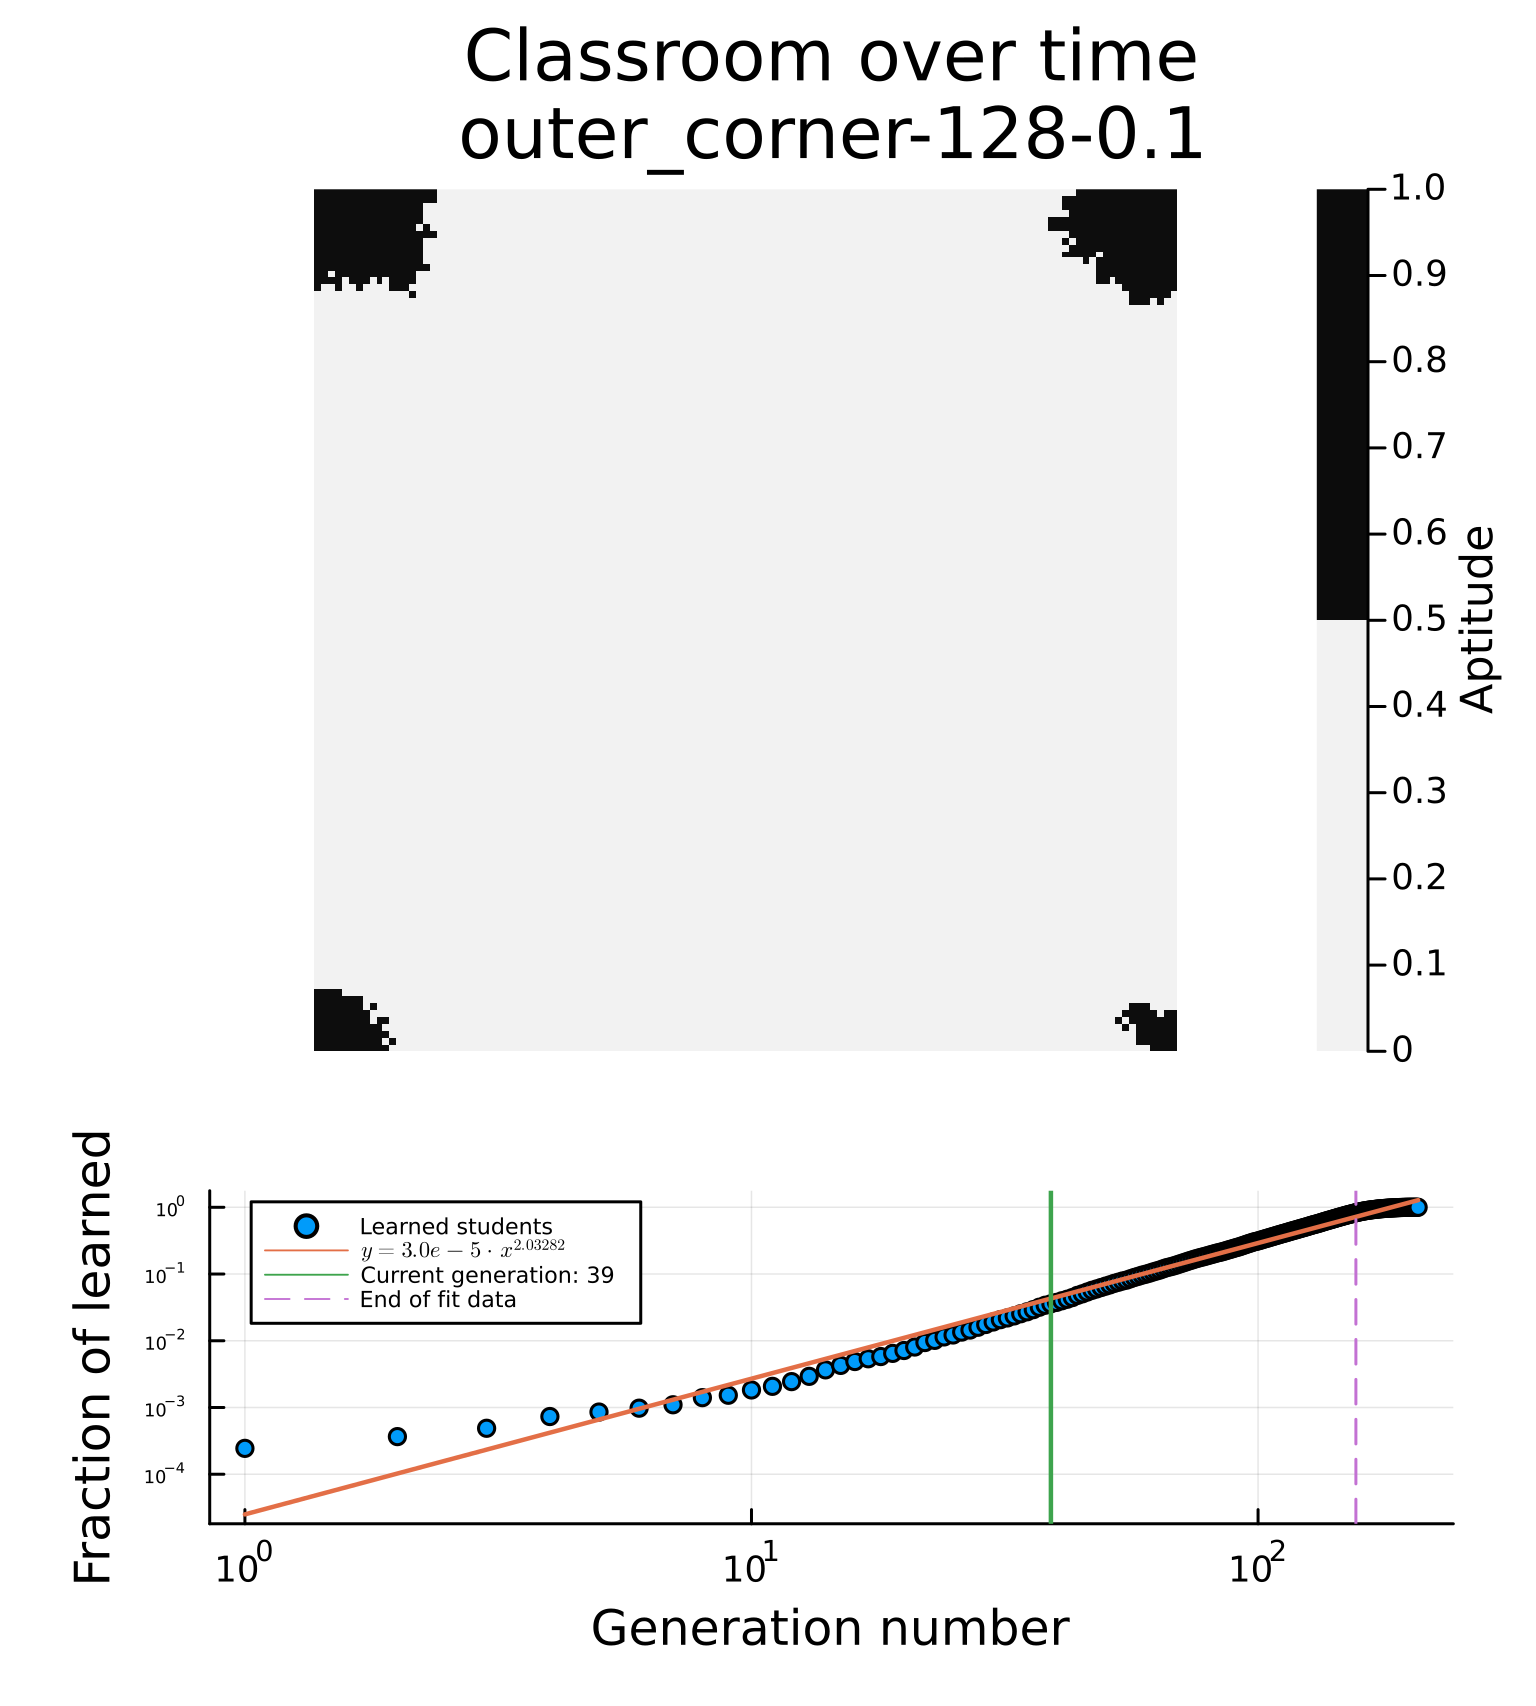 Classroom over time
outer_corner-128-0.1
1.0
0.9
0.8
0.7
0.6
0.5
0.4
0.3
0.2
0.1
0
Aptitude
Fraction of learned
10⁰
10⁻¹
10⁻²
10⁻³
10⁻⁴
Learned students
y = 3.0e − 5 · x^2.03282
Current generation: 39
End of fit data
10⁰ 10¹ 10²
Generation number